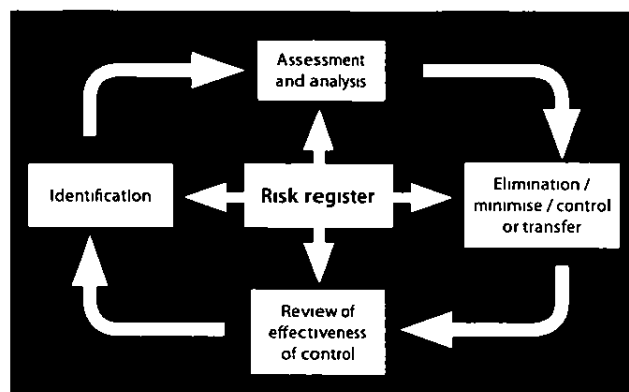 Assessment
and analysis
Identification
Risk register
Elimination /
minimise / control
or transfer
Review of
effectiveness
of control